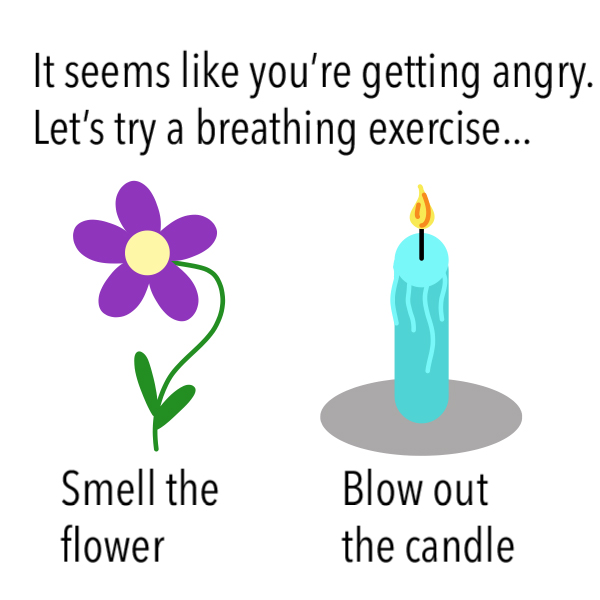 It seems like you're getting angry.
Let's try a breathing exercise...
Smell the
flower
Blow out
the candle